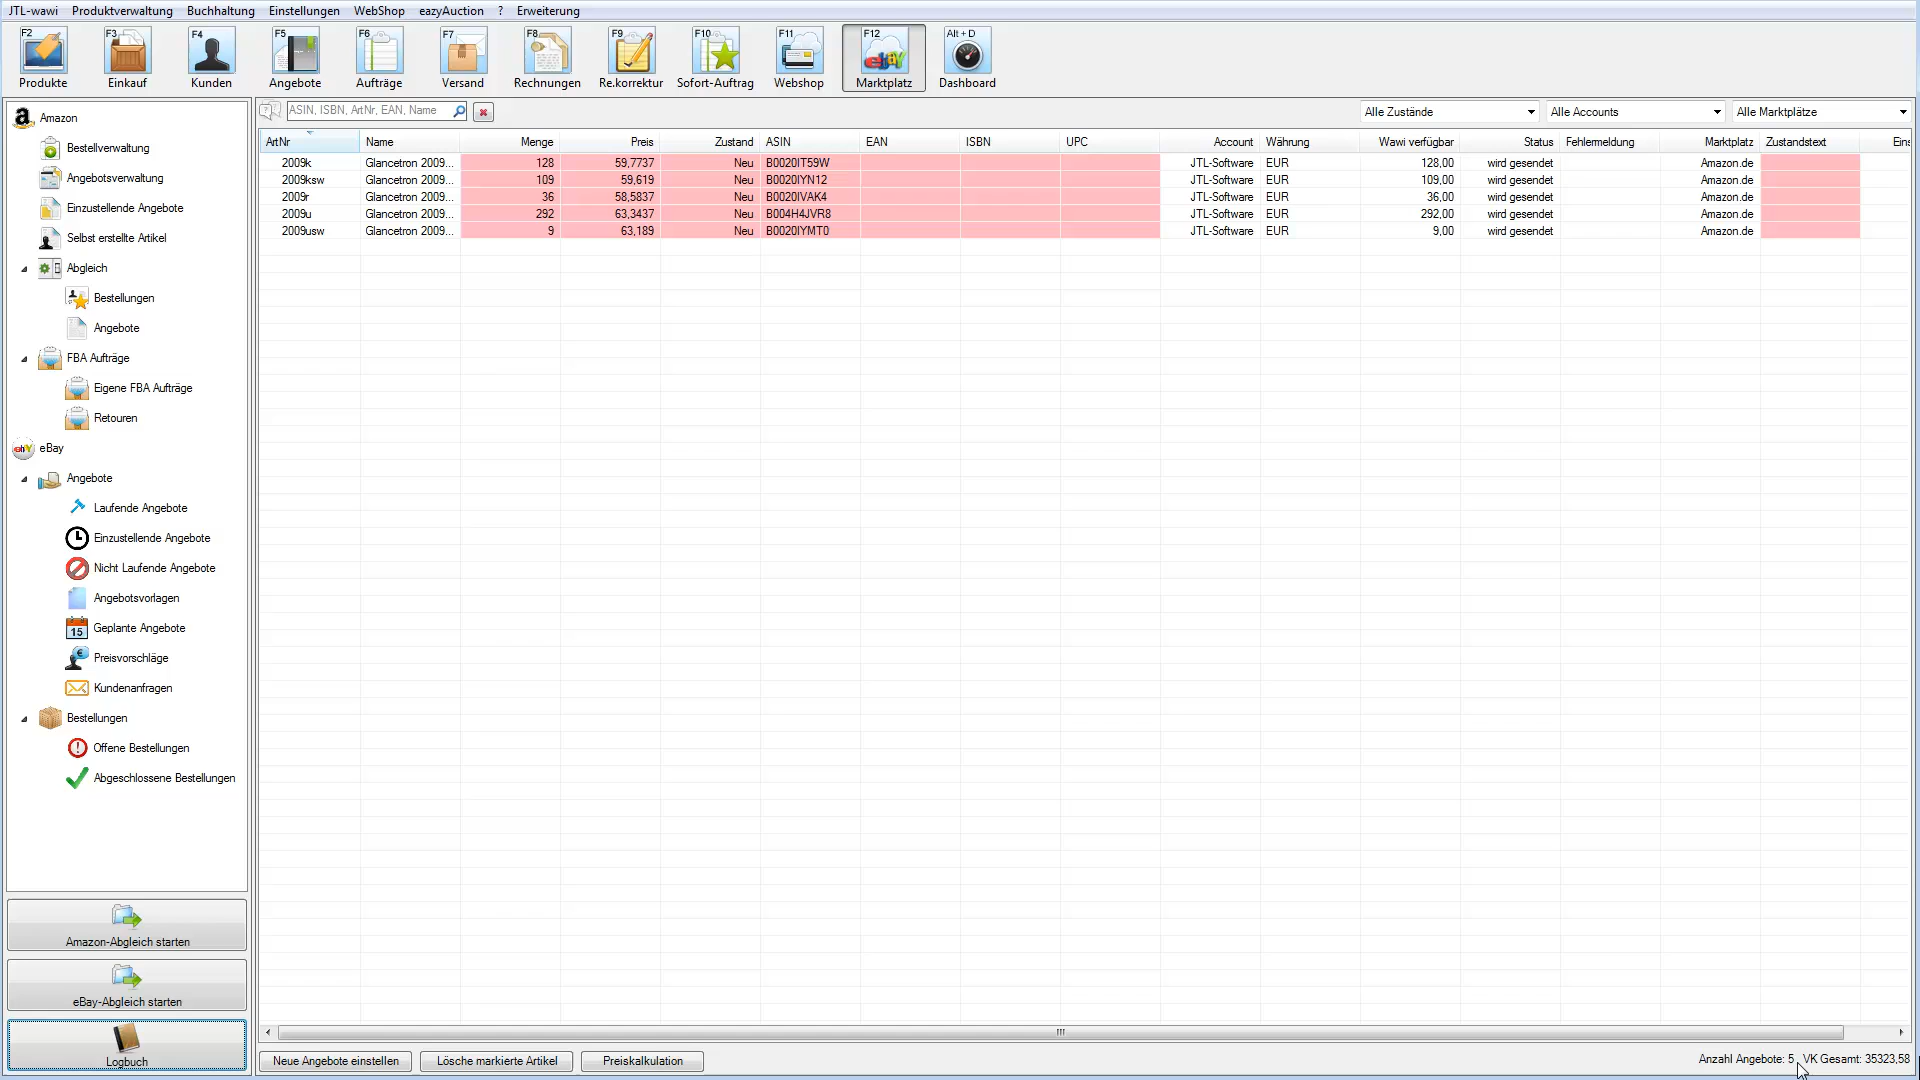 JTL-wawi Produktverwaltung Buchhaltung Einstellungen WebShop eazyAuction ? Erweiterung
F2 F3 F4 F5 F6 F7 F8 F9 F10 F11 F12 Alt + D
Produkte Einkauf Kunden Angebote Aufträge Versand Rechnungen Re.korrektur Sofort-Auftrag Webshop Marktplatz Dashboard
Amazon
Bestellverwaltung
Angebotsverwaltung
Einzustellende Angebote
Selbst erstellte Artikel
Abgleich
Bestellungen
Angebote
FBA Aufträge
Eigene FBA Aufträge
Retouren
eBay
Angebote
Laufende Angebote
Einzustellende Angebote
Nicht Laufende Angebote
Angebotsvorlagen
15 Geplante Angebote
Preisvorschläge
Kundenanfragen
Bestellungen
Offene Bestellungen
Abgeschlossene Bestellungen
Amazon-Abgleich starten
eBay-Abgleich starten
Logbuch
ASIN, ISBN, ArtNr, EAN, Name Alle Zustände Alle Accounts Alle Marktplätze
ArtNr Name Menge Preis Zustand ASIN EAN ISBN UPC Account Währung Wawi verfügbar Status Fehlermeldung Marktplatz Zustandstext Eins
2009k Glancetron 2009... 128 59,7737 Neu B0020IT59W JTL-Software EUR 128,00 wird gesendet Amazon.de
2009ksw Glancetron 2009... 109 59,619 Neu B0020IYN12 JTL-Software EUR 109,00 wird gesendet Amazon.de
2009r Glancetron 2009... 36 58,5837 Neu B0020IVAK4 JTL-Software EUR 36,00 wird gesendet Amazon.de
2009u Glancetron 2009... 292 63,3437 Neu B004H4JVR8 JTL-Software EUR 292,00 wird gesendet Amazon.de
2009usw Glancetron 2009... 9 63,189 Neu B0020IYMT0 JTL-Software EUR 9,00 wird gesendet Amazon.de
Neue Angebote einstellen Lösche markierte Artikel Preiskalkulation Anzahl Angebote: 5 , VK Gesamt: 35323,58